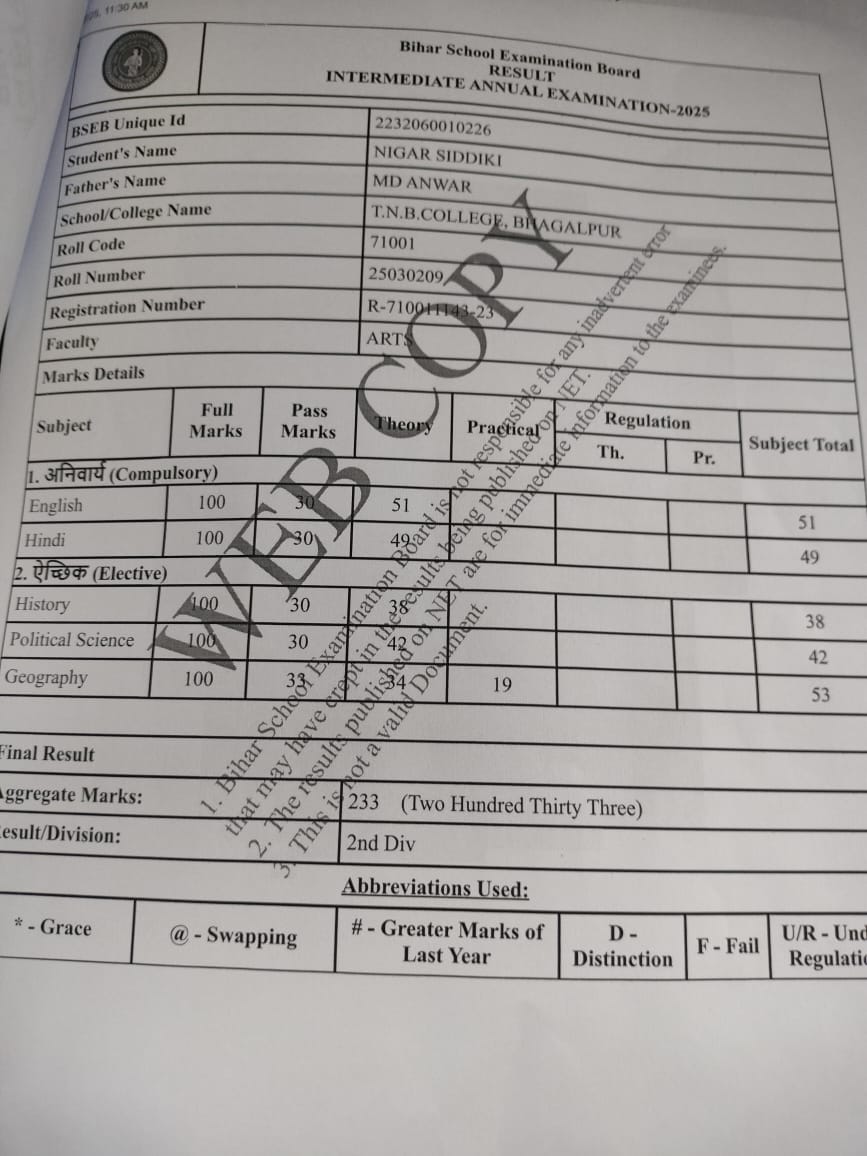 25, 11:30 AM
Bihar School Examination Board
RESULT
INTERMEDIATE ANNUAL EXAMINATION-2025
BSEB Unique Id 2232060010226
Student's Name NIGAR SIDDIKI
Father's Name MD ANWAR
School/College Name T.N.B.COLLEGE, BHAGALPUR
Roll Code 71001
Roll Number 25030209
Registration Number R-710011143-23
Faculty ARTS
Marks Details
Subject Full Marks Pass Marks Theory Practical Regulation Th. Pr. Subject Total
1. अनिवार्य (Compulsory)
English 100 30 51 51
Hindi 100 30 49 49
2. ऐच्छिक (Elective)
History 100 30 38 38
Political Science 100 30 42 42
Geography 100 33 34 19 53
Final Result
Aggregate Marks: 233 (Two Hundred Thirty Three)
Result/Division: 2nd Div
Abbreviations Used:
* - Grace @ - Swapping # - Greater Marks of Last Year D - Distinction F - Fail U/R - Und Regulatio
WEB COPY
1. Bihar School Examination Board is not responsible for any inadvertent error
that may have crept in the results being published on NET.
2. The results published on NET are for immediate information to the examinees.
3. This is not a valid Document.